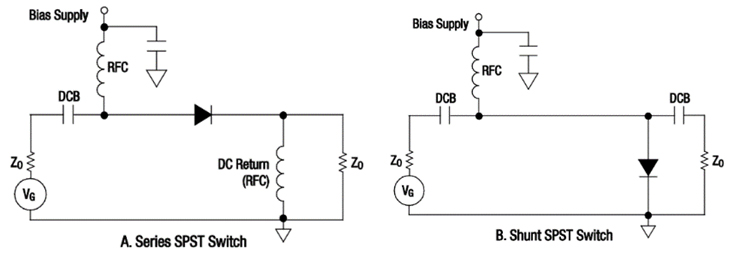 Bias Supply
RFC
DCB
Z0
VG
DC Return
(RFC)
Z0
A. Series SPST Switch
Bias Supply
RFC
DCB
DCB
Z0
VG
Z0
B. Shunt SPST Switch